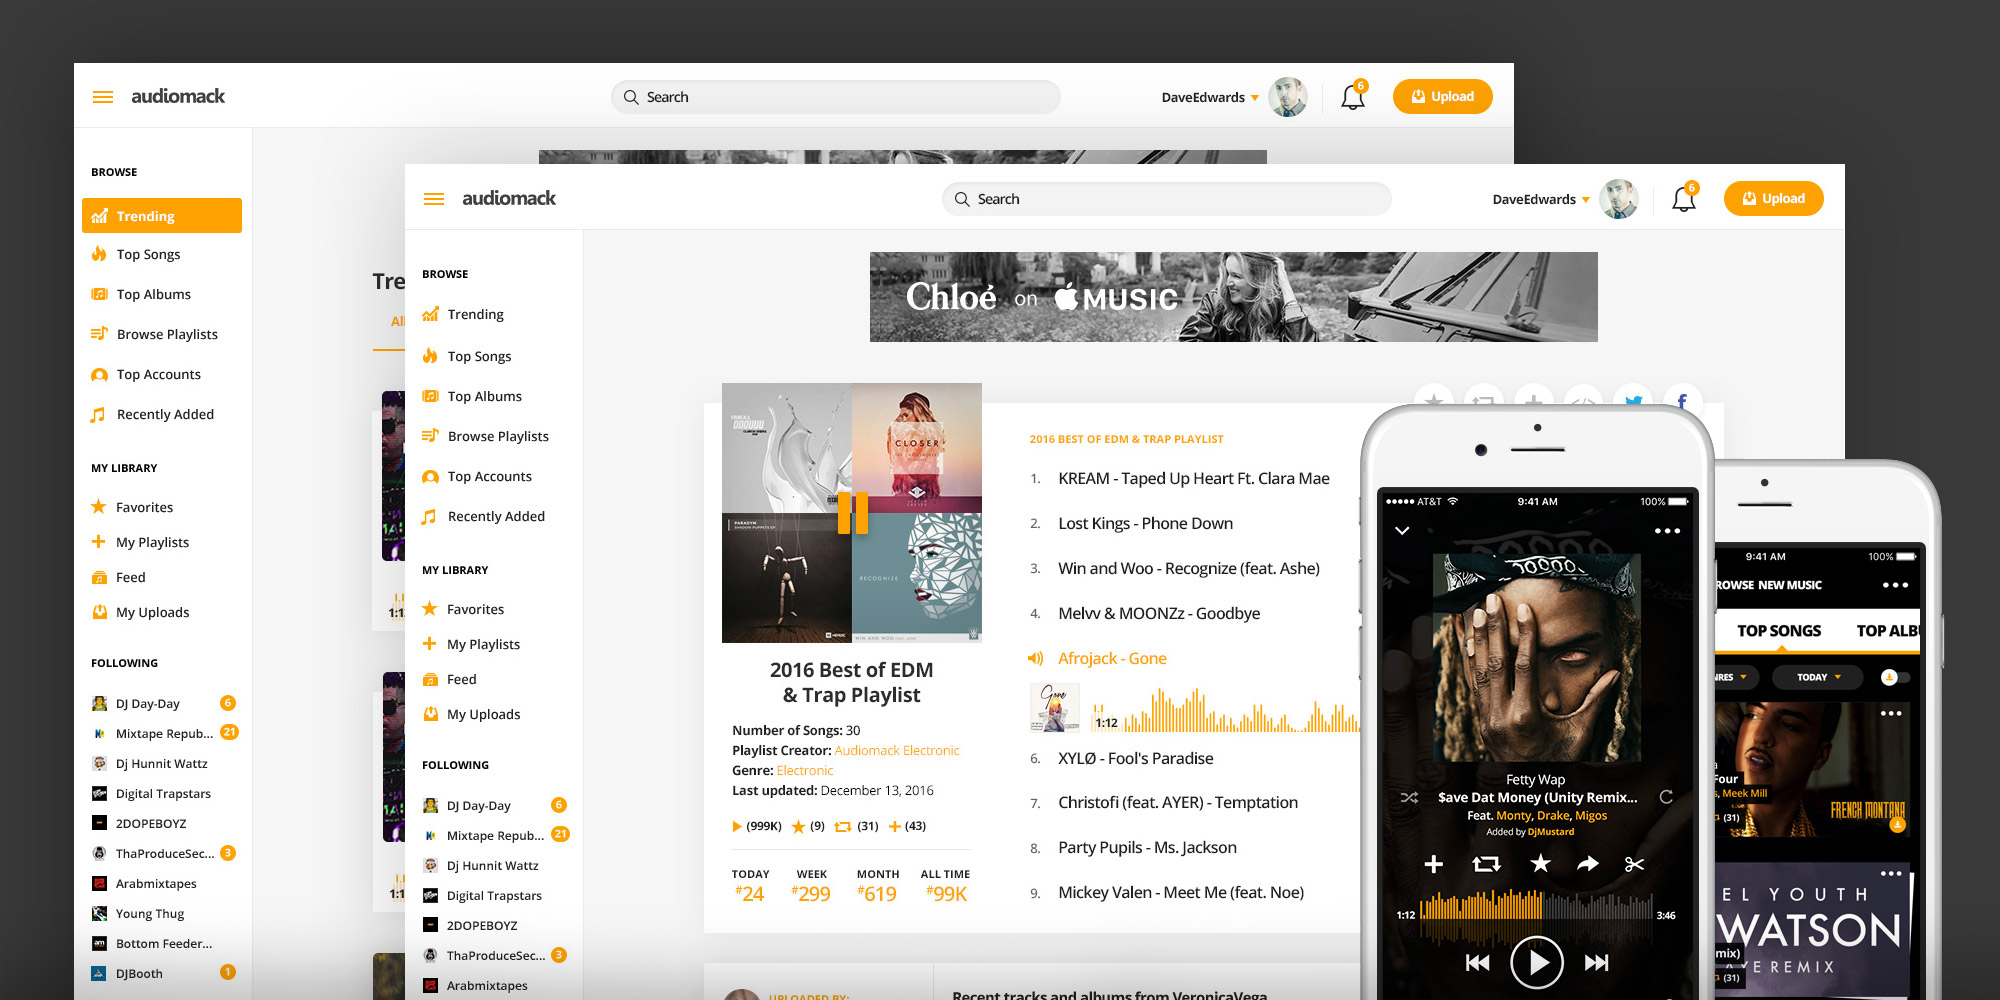 audiomack
Search
DaveEdwards
6
Upload
BROWSE
Trending
Top Songs
Top Albums
Browse Playlists
Top Accounts
Recently Added
MY LIBRARY
Favorites
My Playlists
Feed
My Uploads
FOLLOWING
DJ Day-Day 6
Mixtape Repub... 21
Dj Hunnit Wattz
Digital Trapstars
2DOPEBOYZ
ThaProduceSec... 3
Arabmixtapes
Young Thug
Bottom Feeder...
DJBooth 1
Tre
All
audiomack
Search
DaveEdwards
6
Upload
BROWSE
Trending
Top Songs
Top Albums
Browse Playlists
Top Accounts
Recently Added
MY LIBRARY
Favorites
My Playlists
Feed
My Uploads
FOLLOWING
DJ Day-Day 6
Mixtape Repub... 21
Dj Hunnit Wattz
Digital Trapstars
2DOPEBOYZ
ThaProduceSec... 3
Arabmixtapes
Chloé on MUSIC
CLOSER
PARADYN
RECOGNIZE
2016 Best of EDM
& Trap Playlist
Number of Songs: 30
Playlist Creator: Audiomack Electronic
Genre: Electronic
Last updated: December 13, 2016
(999K) (9) (31) (43)
TODAY WEEK MONTH ALL TIME
#24 #299 #619 #99K
2016 BEST OF EDM & TRAP PLAYLIST
1. KREAM - Taped Up Heart Ft. Clara Mae
2. Lost Kings - Phone Down
3. Win and Woo - Recognize (feat. Ashe)
4. Melvv & MOONZz - Goodbye
Afrojack - Gone
Gone
1:12
6. XYLØ - Fool's Paradise
7. Christofi (feat. AYER) - Temptation
8. Party Pupils - Ms. Jackson
9. Mickey Valen - Meet Me (feat. Noe)
UPLOADED BY:
Recent tracks and albums from VeronicaVega
AT&T 9:41 AM 100%
Fetty Wap
$ave Dat Money (Unity Remix...
Feat. Monty, Drake, Migos
Added by DjMustard
1:12 3:46
9:41 AM 100%
ROWSE NEW MUSIC
TOP SONGS TOP ALBU
NRES TODAY
Four
s, Meek Mill
(31)
FRENCH MONTANA
EL YOUTH
WATSON
mix)
YE REMIX
(31)